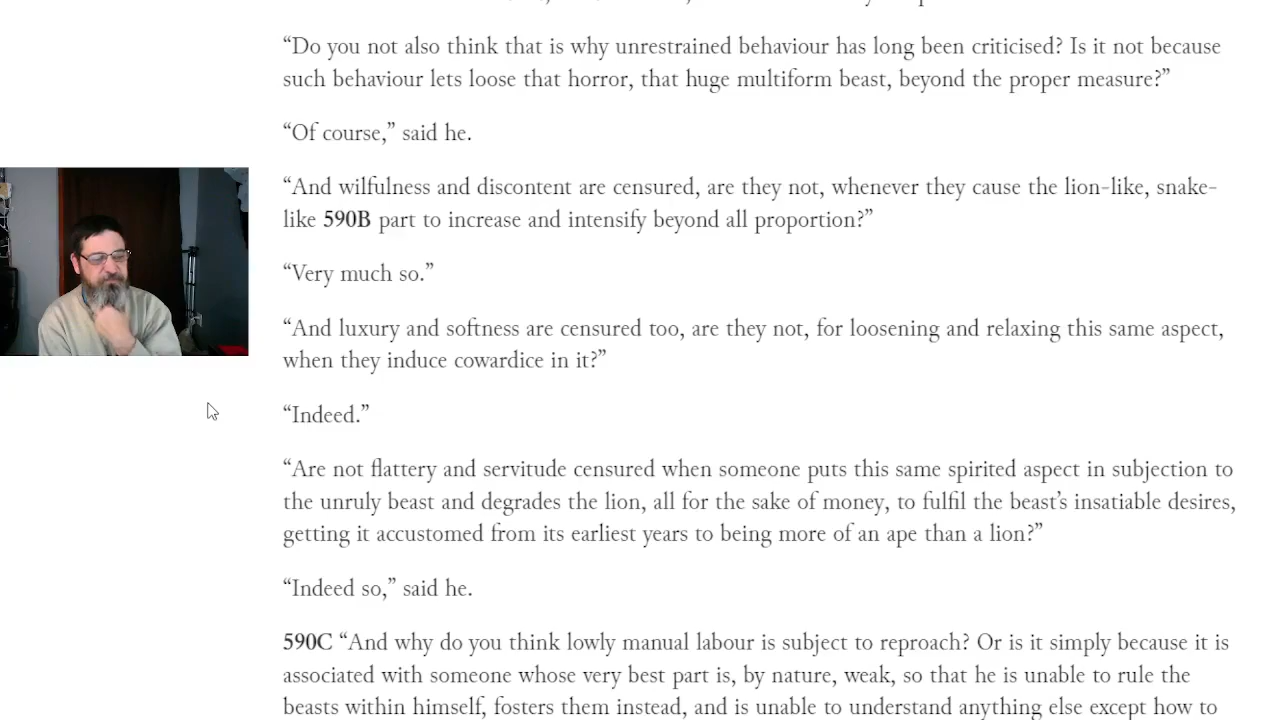 “Do you not also think that is why unrestrained behaviour has long been criticised? Is it not because
such behaviour lets loose that horror, that huge multiform beast, beyond the proper measure?”
“Of course,” said he.
“And wilfulness and discontent are censured, are they not, whenever they cause the lion-like, snake-
like 590B part to increase and intensify beyond all proportion?”
“Very much so.”
“And luxury and softness are censured too, are they not, for loosening and relaxing this same aspect,
when they induce cowardice in it?”
“Indeed.”
“Are not flattery and servitude censured when someone puts this same spirited aspect in subjection to
the unruly beast and degrades the lion, all for the sake of money, to fulfil the beast’s insatiable desires,
getting it accustomed from its earliest years to being more of an ape than a lion?”
“Indeed so,” said he.
590C “And why do you think lowly manual labour is subject to reproach? Or is it simply because it is
associated with someone whose very best part is, by nature, weak, so that he is unable to rule the
beasts within himself, fosters them instead, and is unable to understand anything else except how to